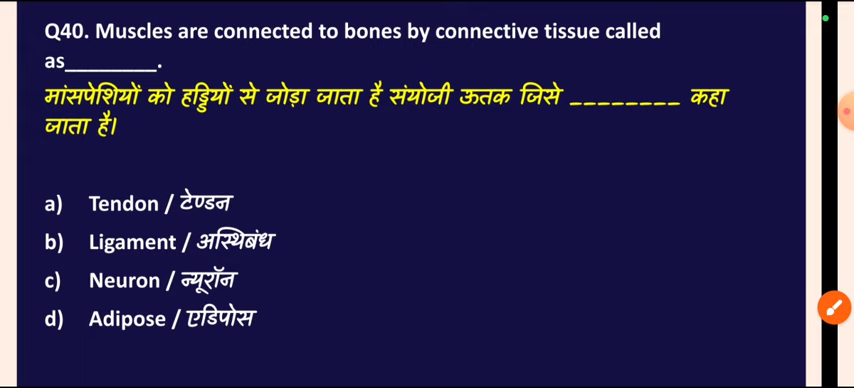 Q40. Muscles are connected to bones by connective tissue called
as________.
मांसपेशियों को हड्डियों से जोड़ा जाता है संयोजी ऊतक जिसे ________ कहा
जाता है।
a) Tendon / टेण्डन
b) Ligament / अस्थिबंध
c) Neuron / न्यूरॉन
d) Adipose / एडिपोस